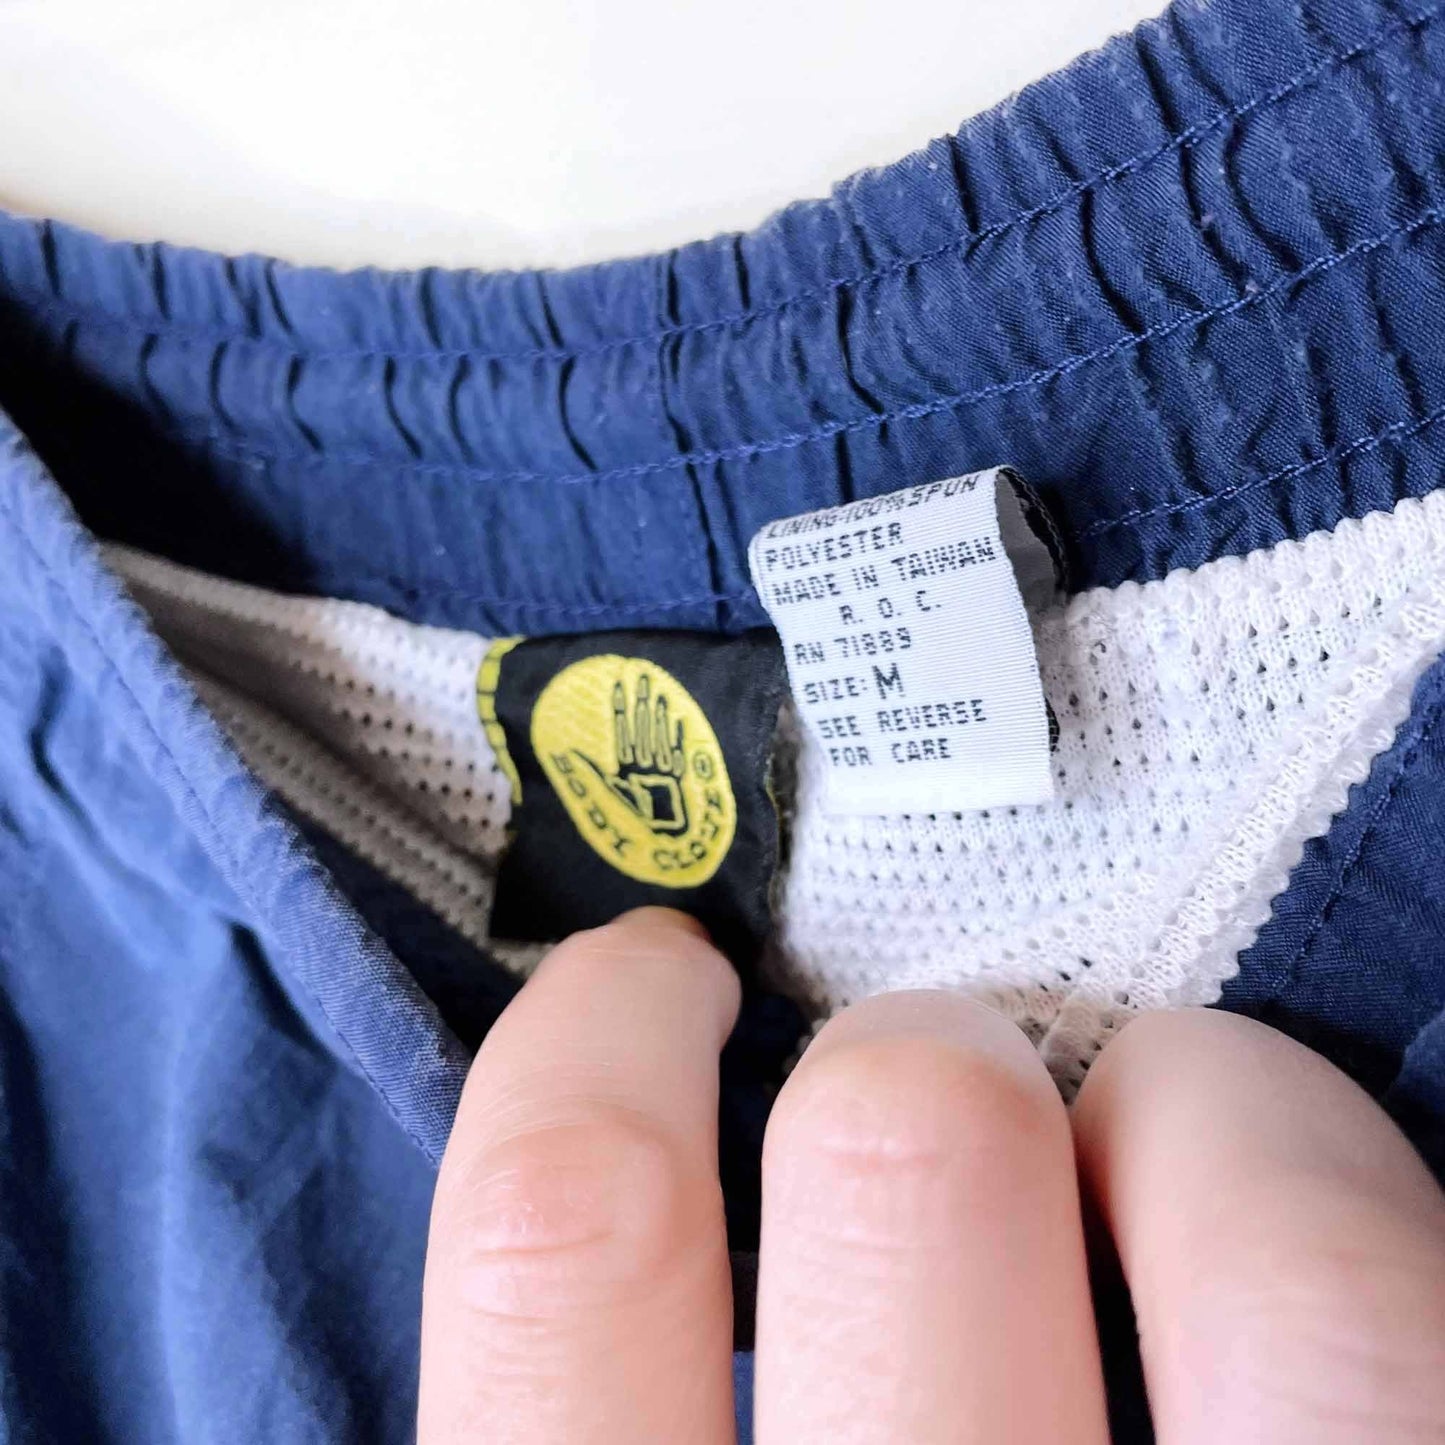 BODY GLOVE ®
LINING-100%SPUN
POLYESTER
MADE IN TAIWAN
R. O. C.
RN 71889
SIZE: M
SEE REVERSE
FOR CARE